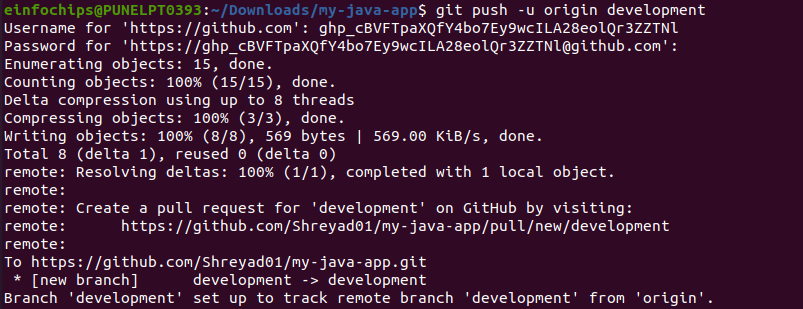 einfochips@PUNELPT0393:~/Downloads/my-java-app$ git push -u origin development
Username for 'https://github.com': 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
Password for 'https://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@github.com':
Enumerating objects: 15, done.
Counting objects: 100% (15/15), done.
Delta compression using up to 8 threads
Compressing objects: 100% (3/3), done.
Writing objects: 100% (8/8), 569 bytes | 569.00 KiB/s, done.
Total 8 (delta 1), reused 0 (delta 0)
remote: Resolving deltas: 100% (1/1), completed with 1 local object.
remote:
remote: Create a pull request for 'development' on GitHub by visiting:
remote:      https://github.com/Shreyad01/my-java-app/pull/new/development
remote:
To https://github.com/Shreyad01/my-java-app.git
 * [new branch]      development -> development
Branch 'development' set up to track remote branch 'development' from 'origin'.